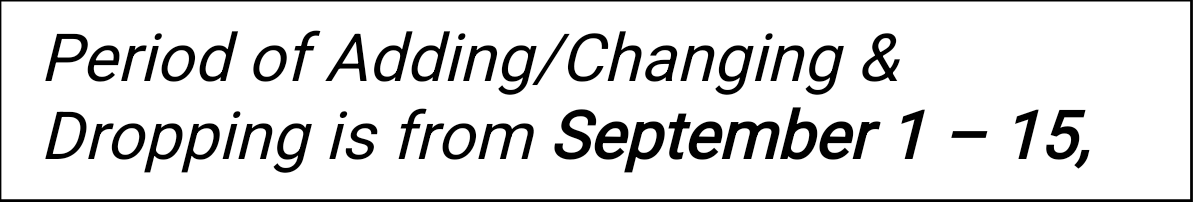 Period of Adding/Changing &
Dropping is from September 1 – 15,